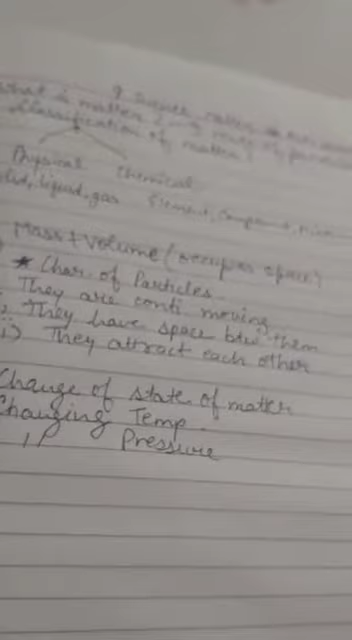 what is matter
Classification of matter
Physical Chemical
liquid, gas Element, Compound,
Mass + Volume (occupies space)
* Char. of Particles
They are conti moving
They have space btw them
i) They attract each other
Change of state of matter
Changing Temp.
Pressure